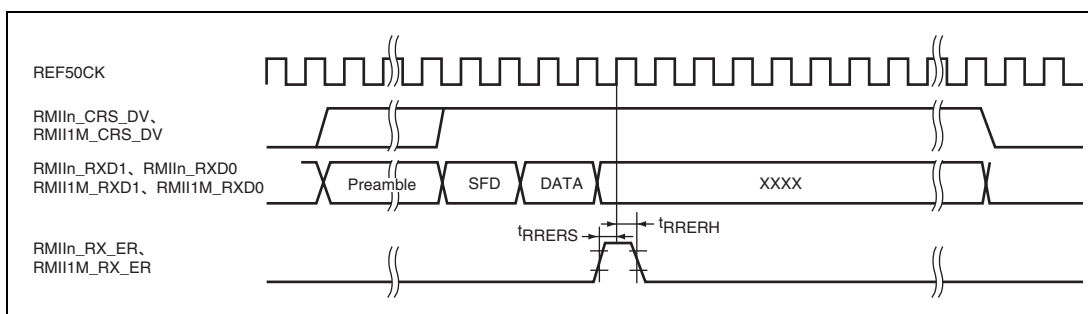 REF50CK
RMIIn_CRS_DV、
RMII1M_CRS_DV
RMIIn_RXD1、RMIIn_RXD0
RMII1M_RXD1、RMII1M_RXD0
Preamble
SFD
DATA
XXXX
tRRERS
tRRERH
RMIIn_RX_ER、
RMII1M_RX_ER